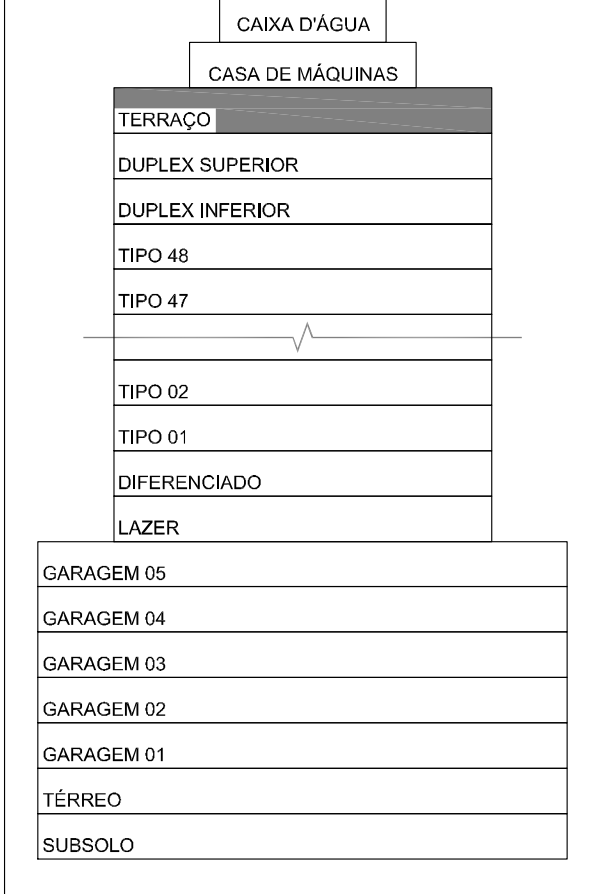 CAIXA D'ÁGUA
CASA DE MÁQUINAS
TERRAÇO
DUPLEX SUPERIOR
DUPLEX INFERIOR
TIPO 48
TIPO 47
TIPO 02
TIPO 01
DIFERENCIADO
LAZER
GARAGEM 05
GARAGEM 04
GARAGEM 03
GARAGEM 02
GARAGEM 01
TÉRREO
SUBSOLO